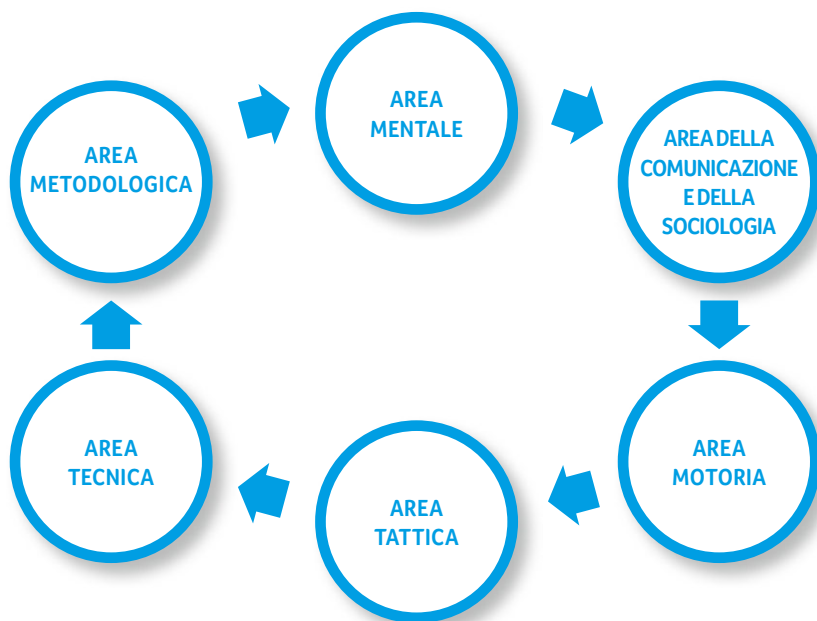 AREA
MENTALE
AREA DELLA
COMUNICAZIONE
E DELLA
SOCIOLOGIA
AREA
MOTORIA
AREA
TATTICA
AREA
TECNICA
AREA
METODOLOGICA